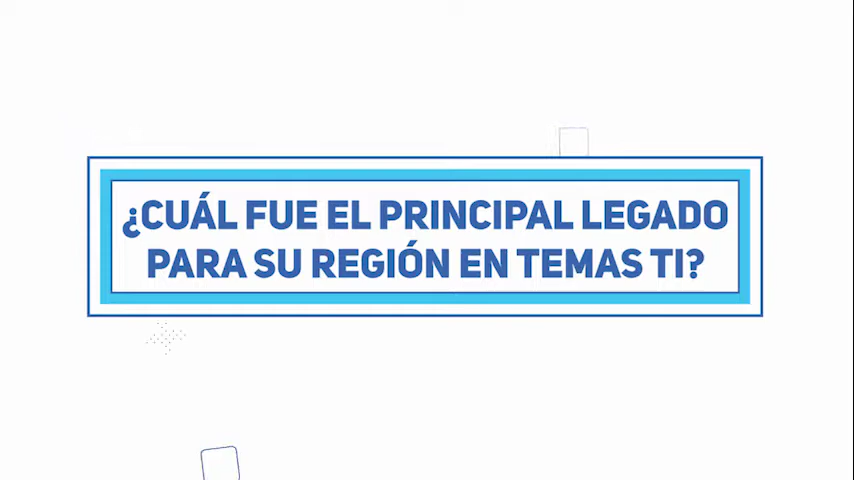 ¿CUÁL FUE EL PRINCIPAL LEGADO
PARA SU REGIÓN EN TEMAS TI?